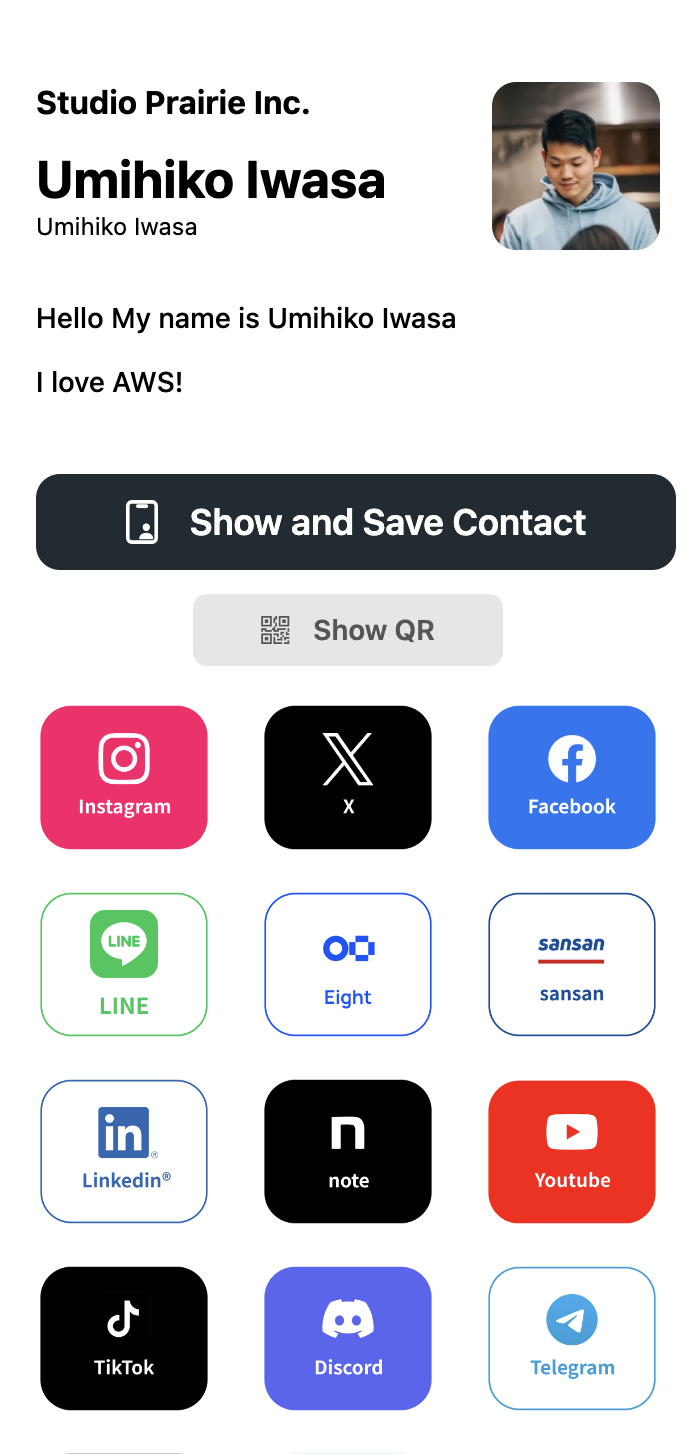 Studio Prairie Inc.
Umihiko Iwasa
Umihiko Iwasa
Hello My name is Umihiko Iwasa
I love AWS!
Show and Save Contact
Show QR
Instagram
X
Facebook
LINE
LINE
Eight
sansan
sansan
in®
Linkedin®
note
Youtube
TikTok
Discord
Telegram